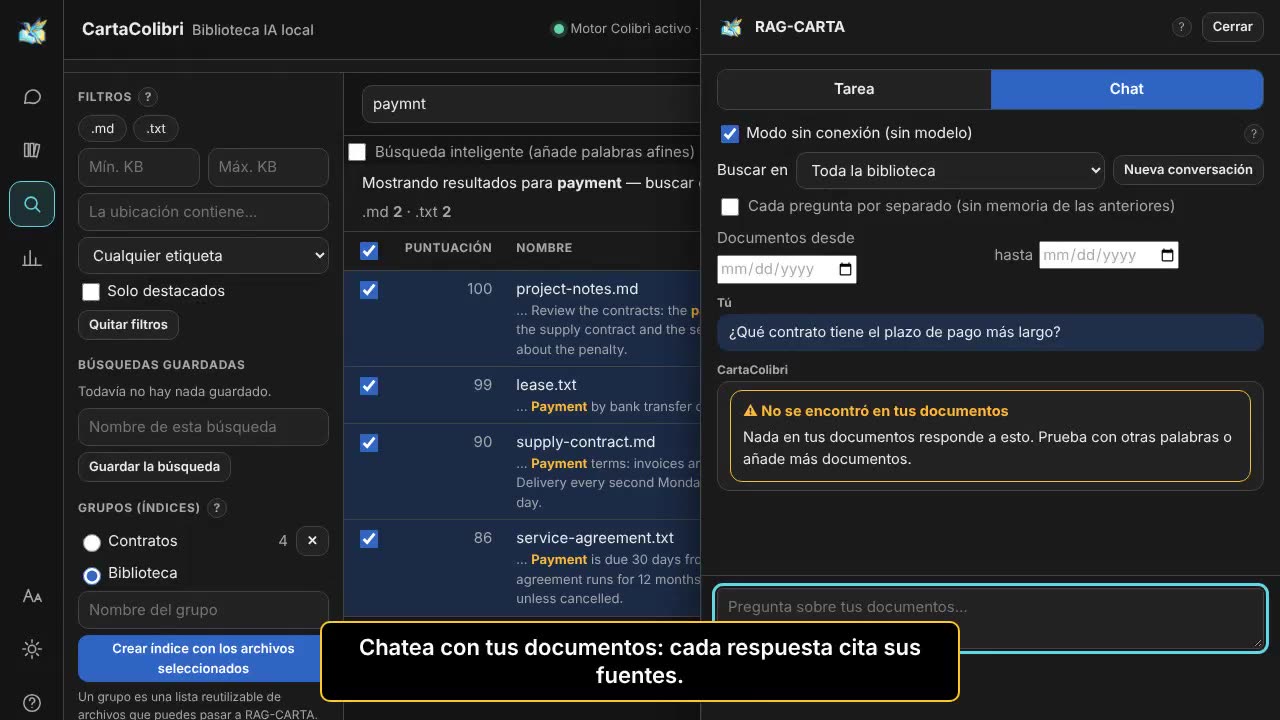 CartaColibri Biblioteca IA local
Motor Colibrì activo ·
FILTROS ?
.md .txt
Mín. KB Máx. KB
La ubicación contiene...
Cualquier etiqueta
Solo destacados
Quitar filtros
BÚSQUEDAS GUARDADAS
Todavía no hay nada guardado.
Nombre de esta búsqueda
Guardar la búsqueda
GRUPOS (ÍNDICES) ?
Contratos 4 ✕
Biblioteca
Nombre del grupo
Crear índice con los archivos
seleccionados
Un grupo es una lista reutilizable de
archivos que puedes pasar a RAG-CARTA.
paymnt
Búsqueda inteligente (añade palabras afines)
Mostrando resultados para payment — buscar
.md 2 · .txt 2
PUNTUACIÓN NOMBRE
100 project-notes.md
... Review the contracts: the
the supply contract and the
about the penalty.
99 lease.txt
... Payment by bank transfer
90 supply-contract.md
... Payment terms: invoices
Delivery every second
day.
86 service-agreement.txt
... Payment is due 30 days
agreement runs for 12 months
unless cancelled.
RAG-CARTA ? Cerrar
Tarea Chat
Modo sin conexión (sin modelo) ?
Buscar en Toda la biblioteca Nueva conversación
Cada pregunta por separado (sin memoria de las anteriores)
Documentos desde
mm/dd/yyyy hasta mm/dd/yyyy
Tú
¿Qué contrato tiene el plazo de pago más largo?
CartaColibri
⚠ No se encontró en tus documentos
Nada en tus documentos responde a esto. Prueba con otras palabras o
añade más documentos.
Pregunta sobre tus documentos...
Chatea con tus documentos: cada respuesta cita sus
fuentes.
AA
?